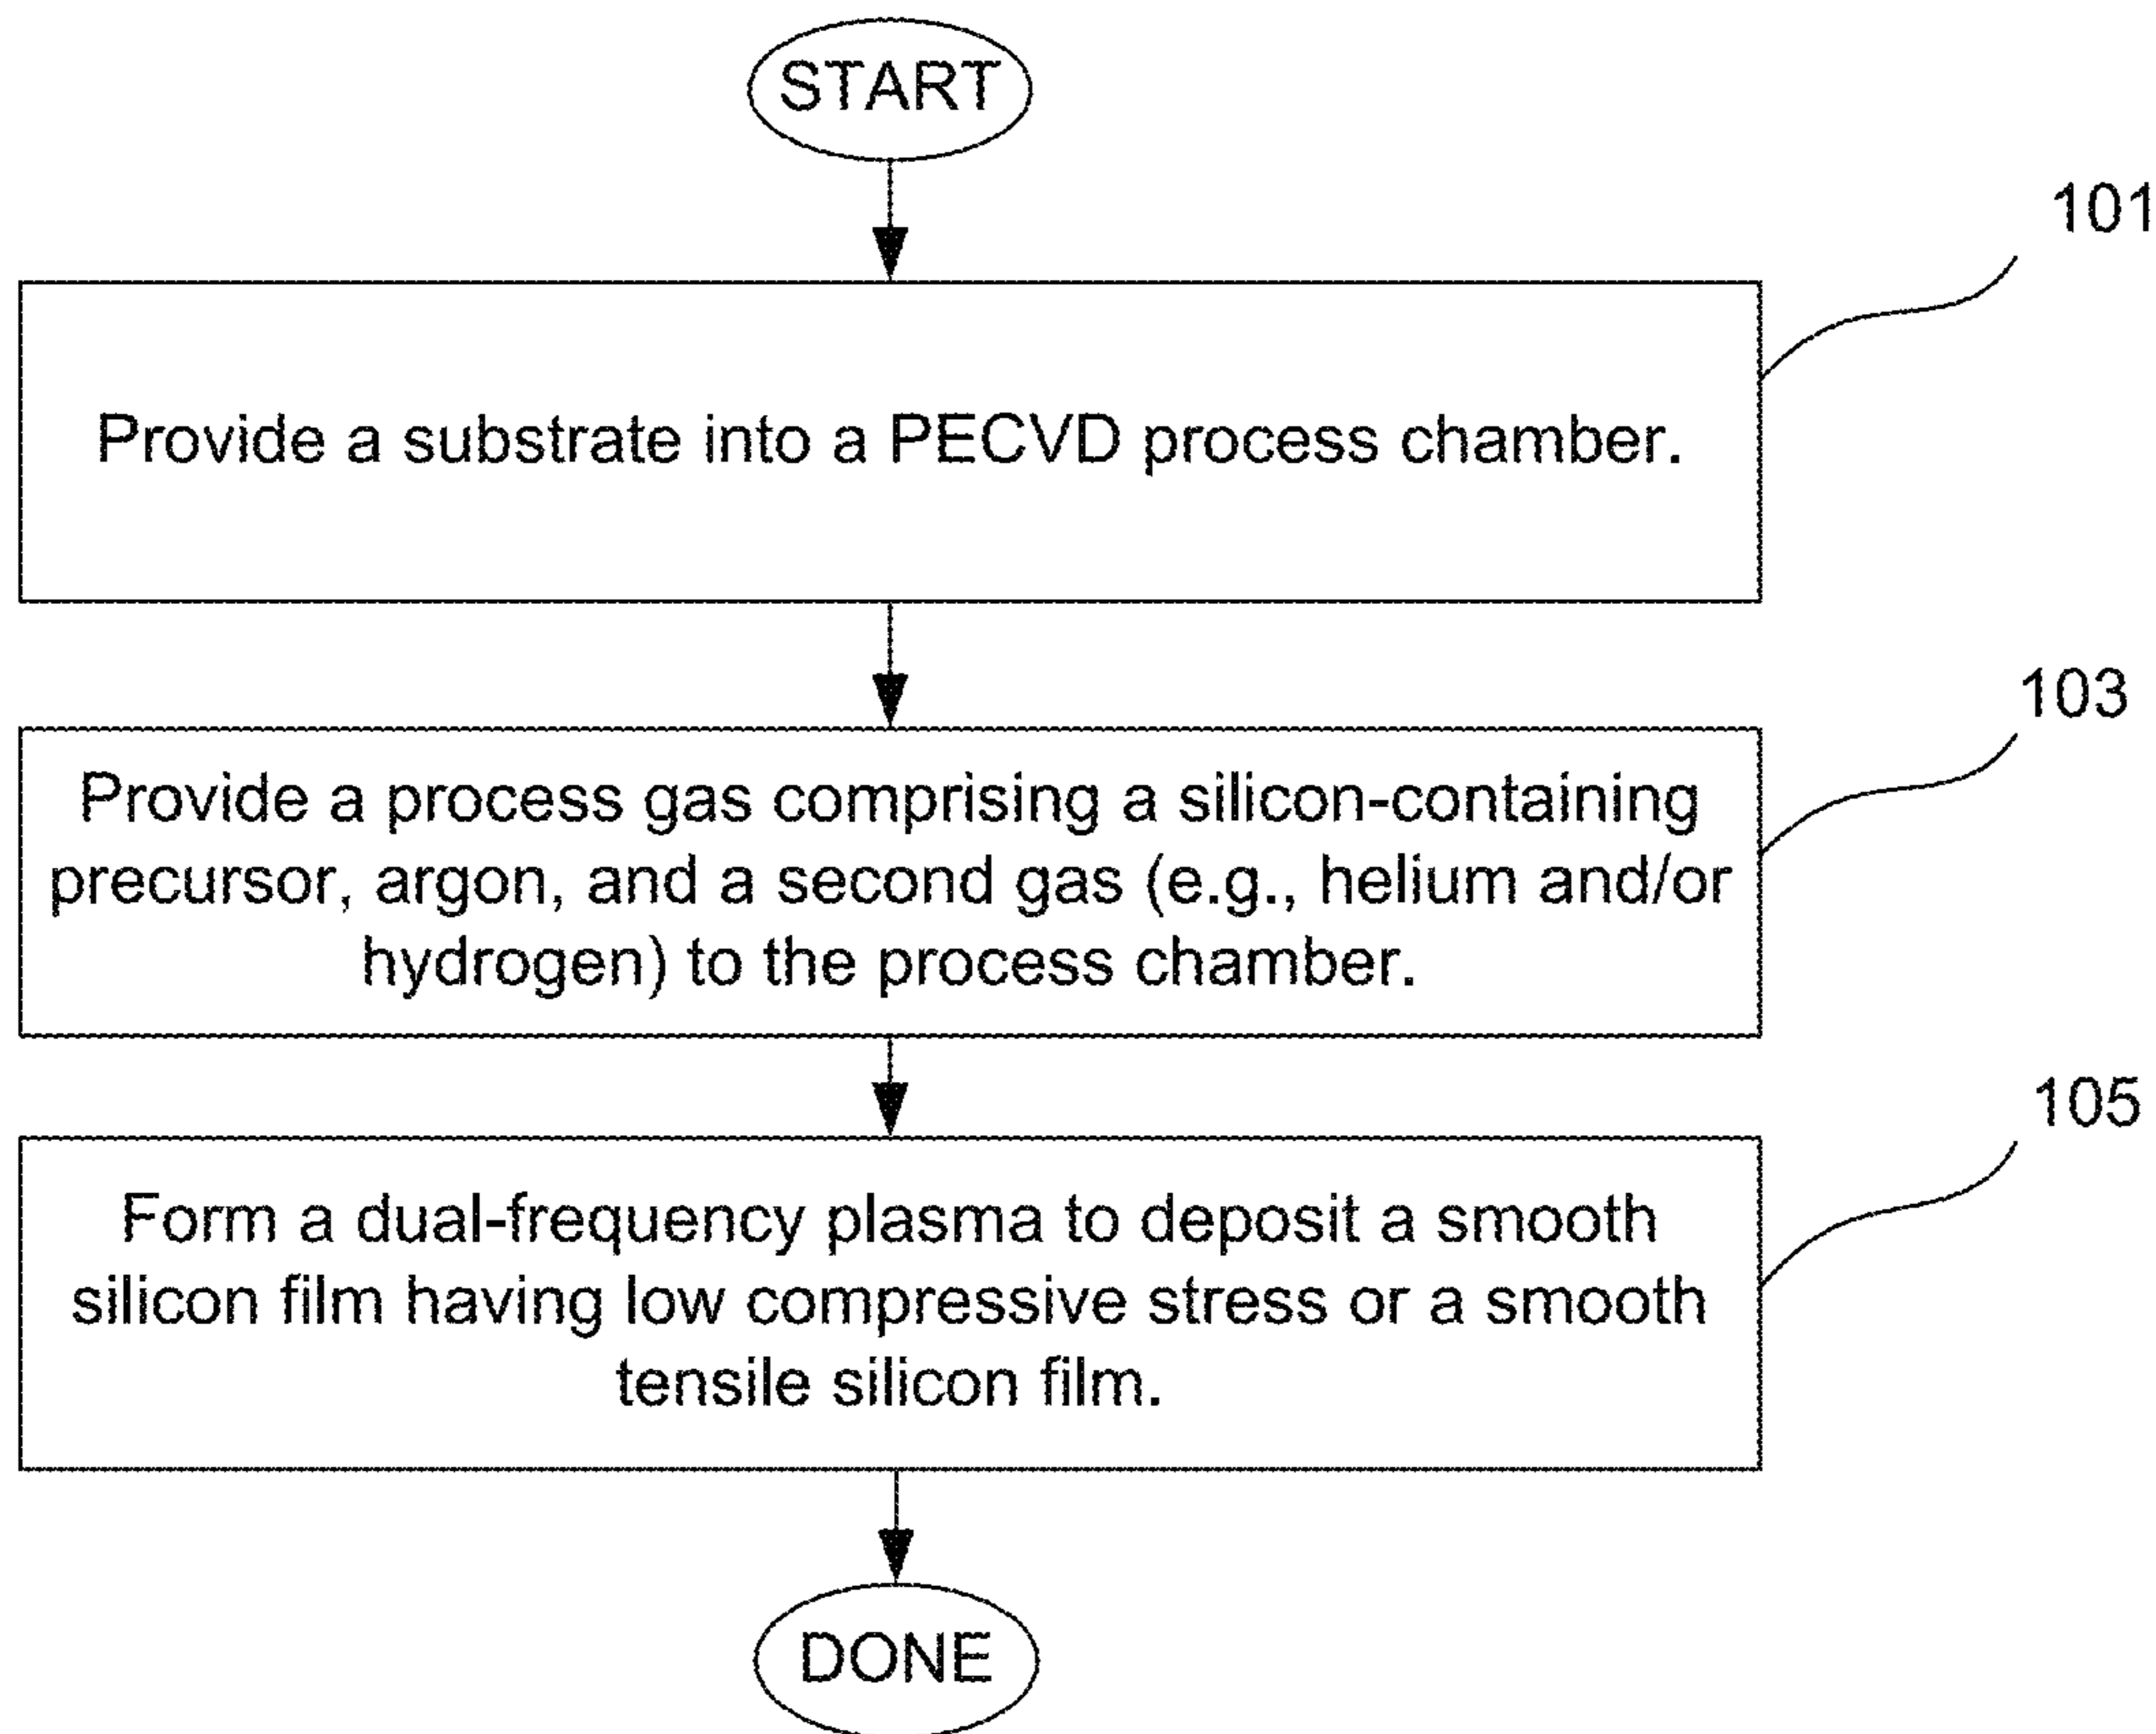 START
101
Provide a substrate into a PECVD process chamber.
103
Provide a process gas comprising a silicon-containing
precursor, argon, and a second gas (e.g., helium and/or
hydrogen) to the process chamber.
105
Form a dual-frequency plasma to deposit a smooth
silicon film having low compressive stress or a smooth
tensile silicon film.
DONE